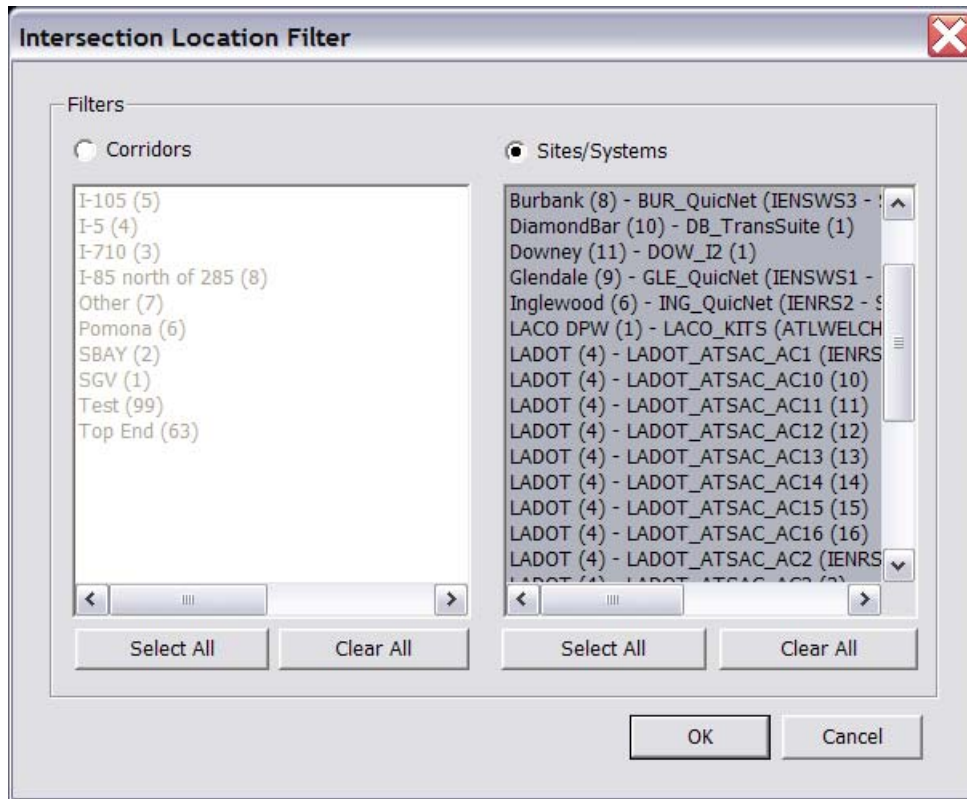 Intersection Location Filter
Filters
Corridors
I-105 (5)
I-5 (4)
I-710 (3)
I-85 north of 285 (8)
Other (7)
Pomona (6)
SBAY (2)
SGV (1)
Test (99)
Top End (63)
Select All
Clear All
Sites/Systems
Burbank (8) - BUR_QuicNet (IENSWS3 -
DiamondBar (10) - DB_TransSuite (1)
Downey (11) - DOW_I2 (1)
Glendale (9) - GLE_QuicNet (IENSWS1 -
Inglewood (6) - ING_QuicNet (IENRS2 -
LACO DPW (1) - LACO_KITS (ATLWELCH
LADOT (4) - LADOT_ATSAC_AC1 (IENRS
LADOT (4) - LADOT_ATSAC_AC10 (10)
LADOT (4) - LADOT_ATSAC_AC11 (11)
LADOT (4) - LADOT_ATSAC_AC12 (12)
LADOT (4) - LADOT_ATSAC_AC13 (13)
LADOT (4) - LADOT_ATSAC_AC14 (14)
LADOT (4) - LADOT_ATSAC_AC15 (15)
LADOT (4) - LADOT_ATSAC_AC16 (16)
LADOT (4) - LADOT_ATSAC_AC2 (IENRS
Select All
Clear All
OK
Cancel